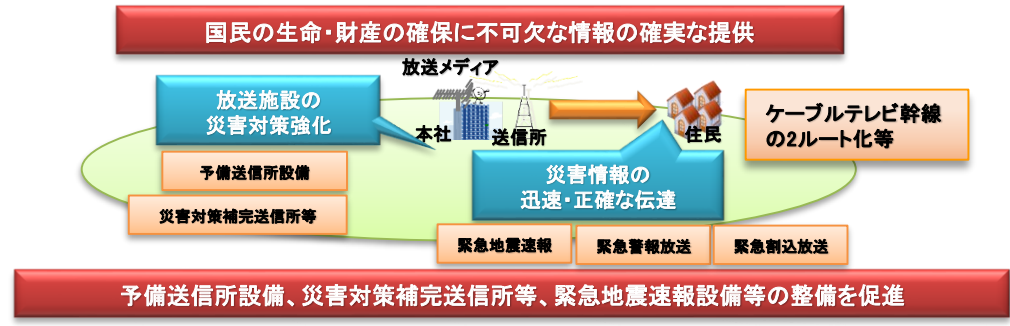 国民の生命・財産の確保に不可欠な情報の確実な提供
放送メディア
放送施設の
災害対策強化
本社
送信所
住民
ケーブルテレビ幹線
の2ルート化等
予備送信所設備
災害対策補完送信所等
災害情報の
迅速・正確な伝達
緊急地震速報
緊急警報放送
緊急割込放送
予備送信所設備、災害対策補完送信所等、緊急地震速報設備等の整備を促進